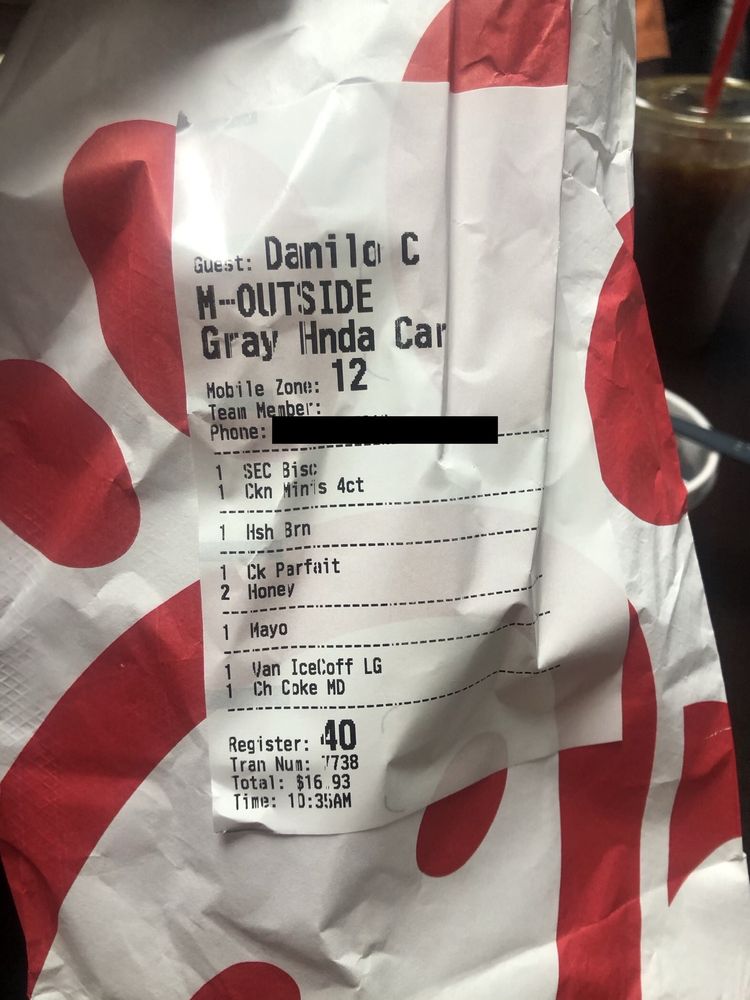 Guest: Danilo C
M-OUTSIDE
Gray Hnda Car
Mobile Zone: 12
Team Member:
Phone:
1 SEC Bisc
1 Ckn Minis 4ct
1 Hsh Brn
1 Ck Parfait
2 Honey
1 Mayo
1 Van IceCoff LG
1 Ch Coke MD
Register: 40
Tran Num: 7738
Total: $16.93
Time: 10:35AM